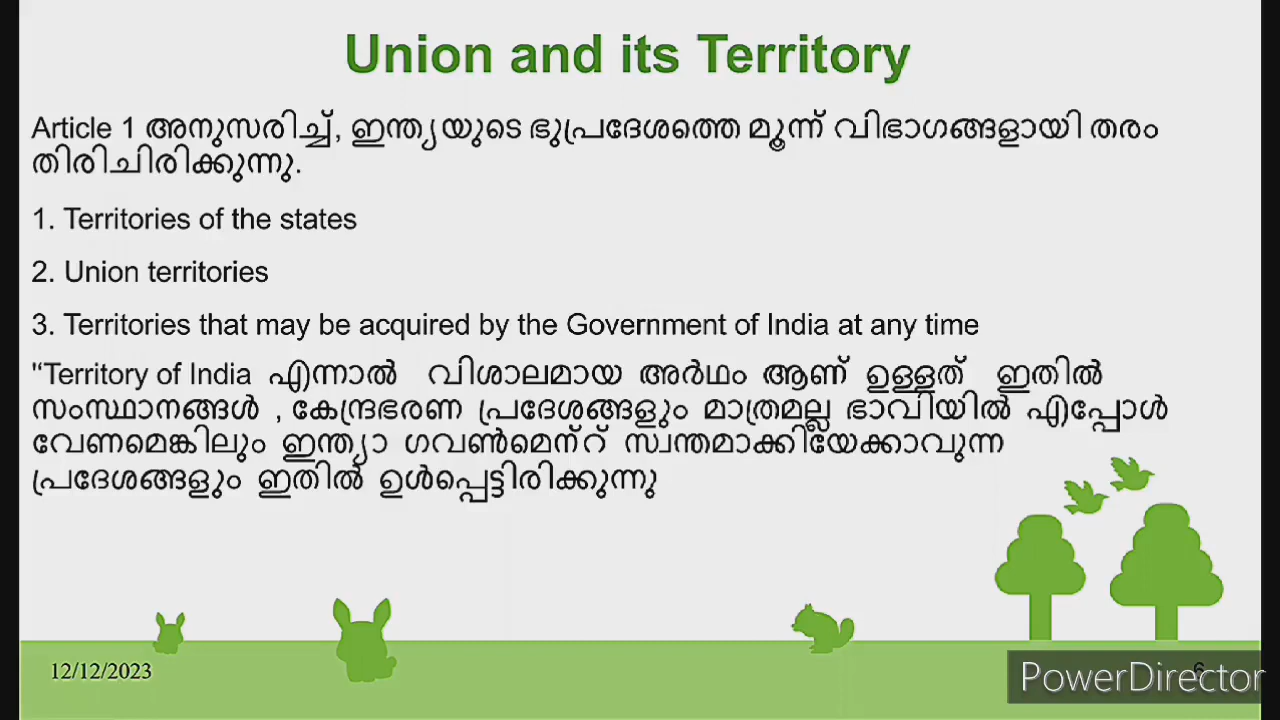 Union and its Territory
Article 1 അനുസരിച്ച്, ഇന്ത്യയുടെ ഭുപ്രദേശത്തെ മൂന്ന് വിഭാഗങ്ങളായി തരം
തിരിചിരിക്കുന്നു.
1. Territories of the states
2. Union territories
3. Territories that may be acquired by the Government of India at any time
"Territory of India എന്നാൽ വിശാലമായ അർഥം ആണ് ഉള്ളത് ഇതിൽ
സംസ്ഥാനങ്ങൾ , കേന്ദ്രഭരണ പ്രദേശങ്ങളും മാത്രമല്ല ഭാവിയിൽ എപ്പോൾ
വേണമെങ്കിലും ഇന്ത്യാ ഗവൺമെന്റ് സ്വന്തമാക്കിയേക്കാവുന്ന
പ്രദേശങ്ങളും ഇതിൽ ഉൾപ്പെട്ടിരിക്കുന്നു
12/12/2023
6
PowerDirector